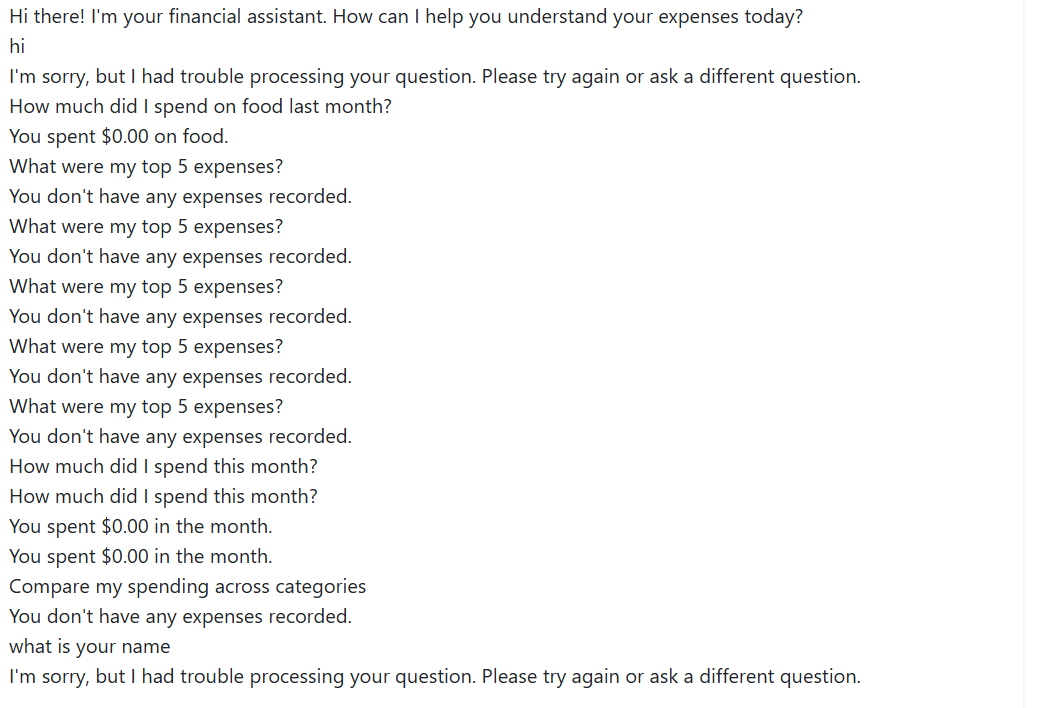 Hi there! I'm your financial assistant. How can I help you understand your expenses today?
hi
I'm sorry, but I had trouble processing your question. Please try again or ask a different question.
How much did I spend on food last month?
You spent $0.00 on food.
What were my top 5 expenses?
You don't have any expenses recorded.
What were my top 5 expenses?
You don't have any expenses recorded.
What were my top 5 expenses?
You don't have any expenses recorded.
What were my top 5 expenses?
You don't have any expenses recorded.
What were my top 5 expenses?
You don't have any expenses recorded.
How much did I spend this month?
How much did I spend this month?
You spent $0.00 in the month.
You spent $0.00 in the month.
Compare my spending across categories
You don't have any expenses recorded.
what is your name
I'm sorry, but I had trouble processing your question. Please try again or ask a different question.